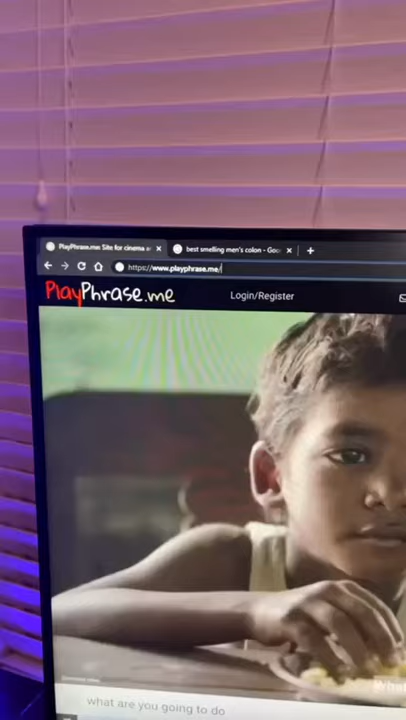 PlayPhrase.me: Site for cinema
best smelling men's colon - Goo
https://www.playphrase.me/
PlayPhrase.me
Login/Register
what are you going to do